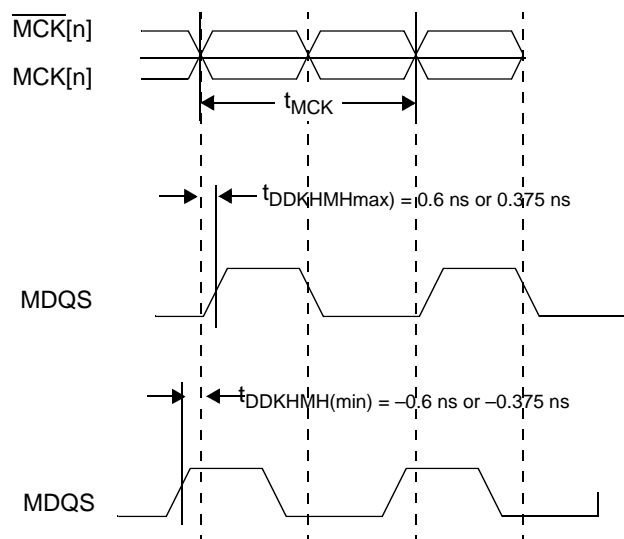 MCK[n]
MCK[n]
tMCK
tDDKHMHmax) = 0.6 ns or 0.375 ns
MDQS
tDDKHMH(min) = –0.6 ns or –0.375 ns
MDQS